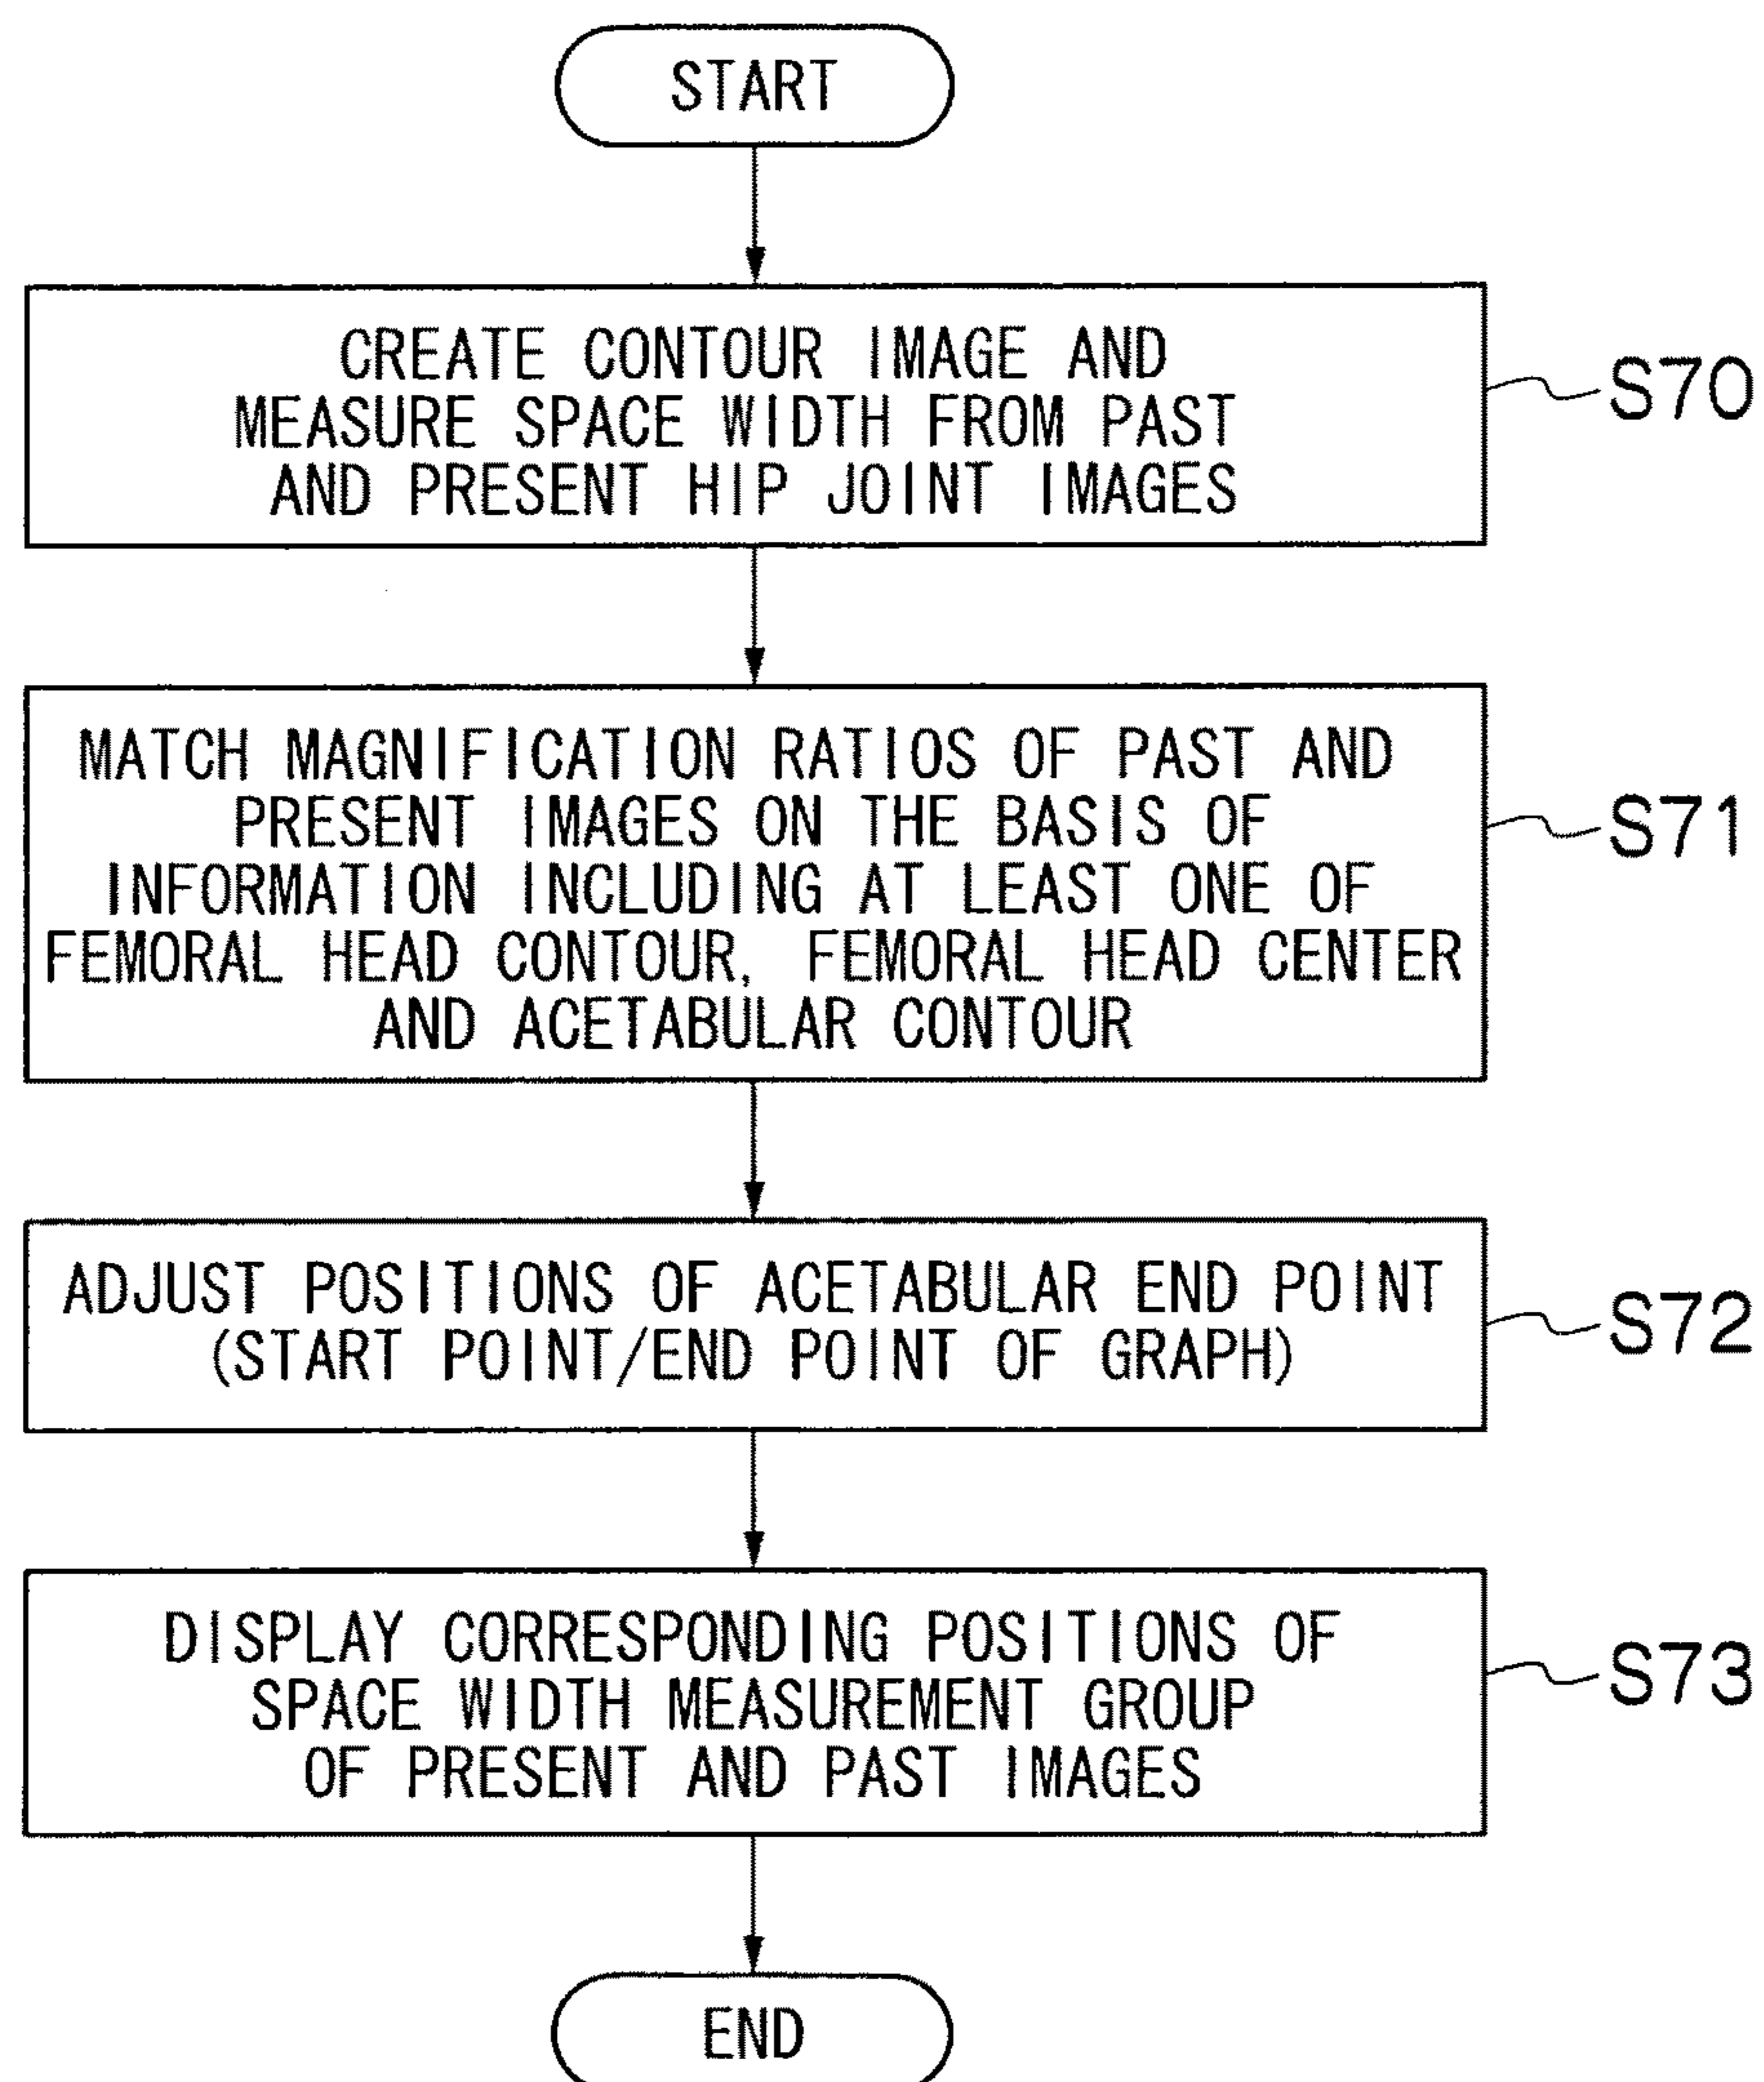 START
CREATE CONTOUR IMAGE AND
MEASURE SPACE WIDTH FROM PAST
AND PRESENT HIP JOINT IMAGES
S70
MATCH MAGNIFICATION RATIOS OF PAST AND
PRESENT IMAGES ON THE BASIS OF
INFORMATION INCLUDING AT LEAST ONE OF
FEMORAL HEAD CONTOUR, FEMORAL HEAD CENTER
AND ACETABULAR CONTOUR
S71
ADJUST POSITIONS OF ACETABULAR END POINT
(START POINT/END POINT OF GRAPH)
S72
DISPLAY CORRESPONDING POSITIONS OF
SPACE WIDTH MEASUREMENT GROUP
OF PRESENT AND PAST IMAGES
S73
END